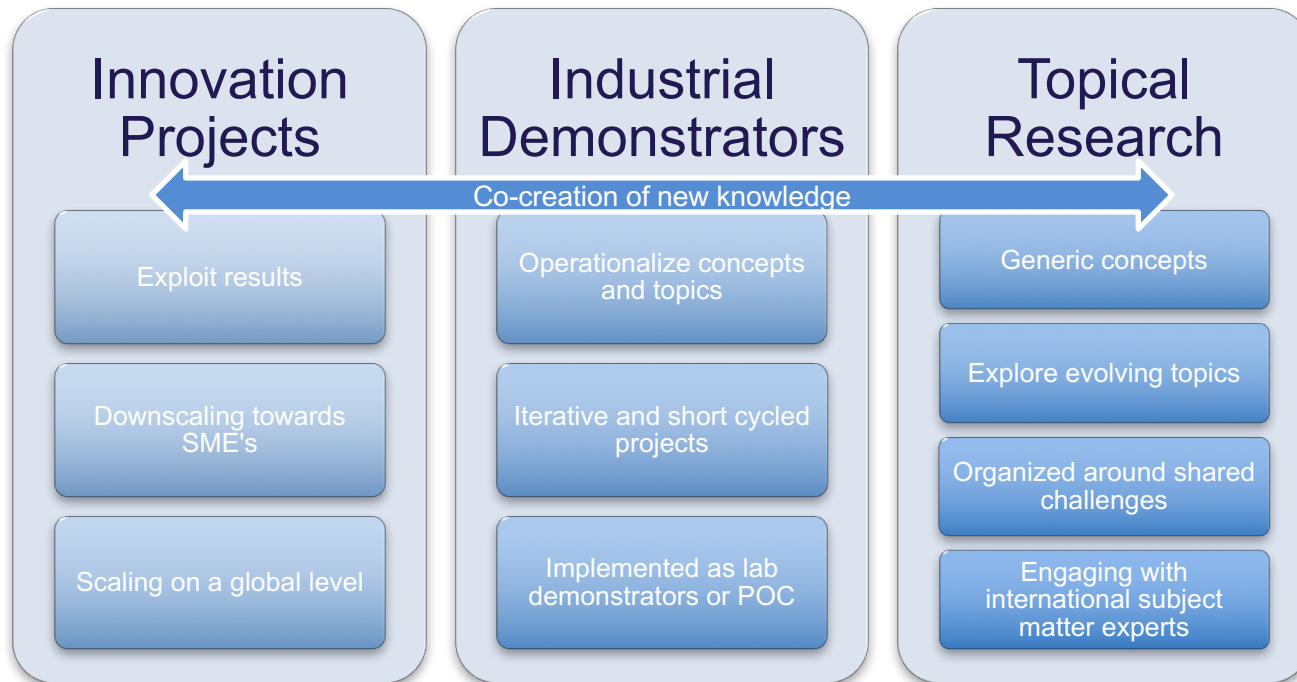 Innovation
Projects
Industrial
Demonstrators
Topical
Research
Co-creation of new knowledge
Exploit results
Downscaling towards
SME's
Scaling on a global level
Operationalize concepts
and topics
Iterative and short cycled
projects
Implemented as lab
demonstrators or POC
Generic concepts
Explore evolving topics
Organized around shared
challenges
Engaging with
international subject
matter experts